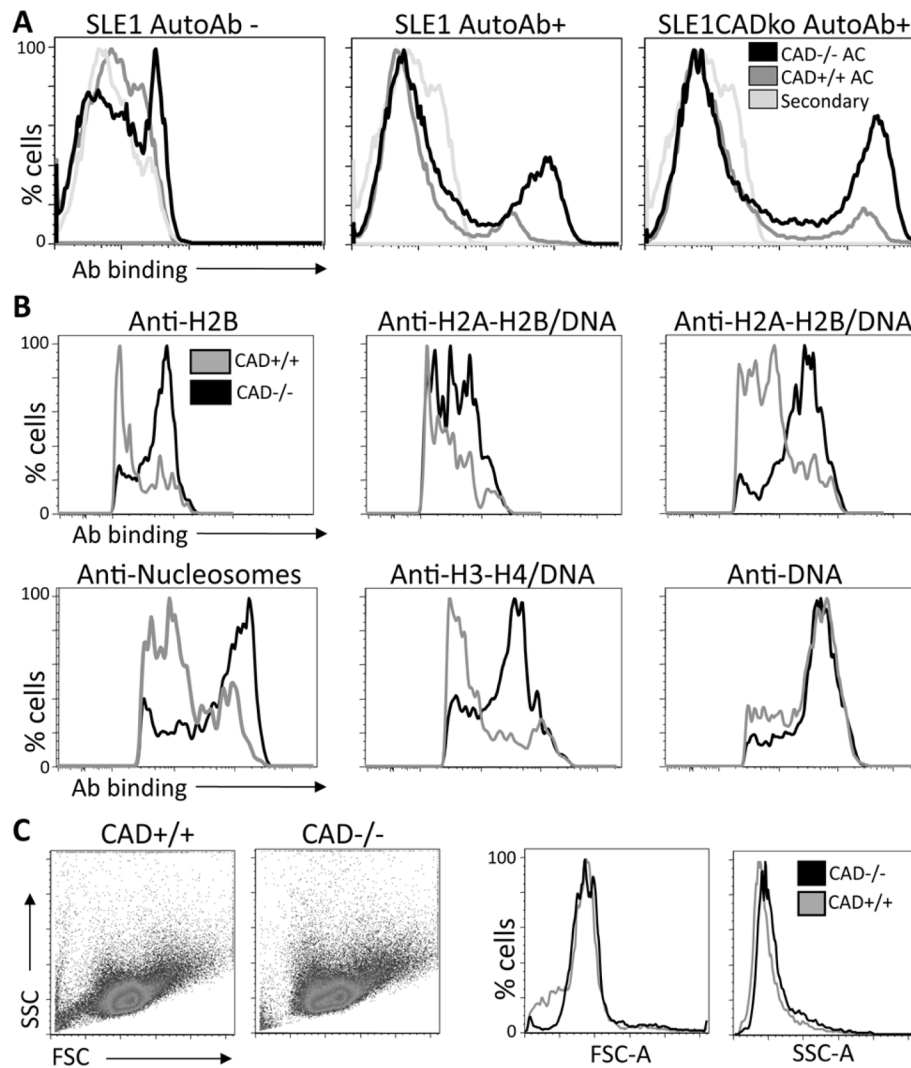 A
SLE1 AutoAb -
SLE1 AutoAb+
SLE1CADko AutoAb+
100
% cells
0
CAD-/- AC
CAD+/+ AC
Secondary
Ab binding
B
Anti-H2B
Anti-H2A-H2B/DNA
Anti-H2A-H2B/DNA
100
% cells
0
CAD+/+
CAD-/-
Ab binding
Anti-Nucleosomes
Anti-H3-H4/DNA
Anti-DNA
100
% cells
0
Ab binding
C
CAD+/+
CAD-/-
SSC
FSC
100
% cells
0
CAD-/-
CAD+/+
FSC-A
SSC-A